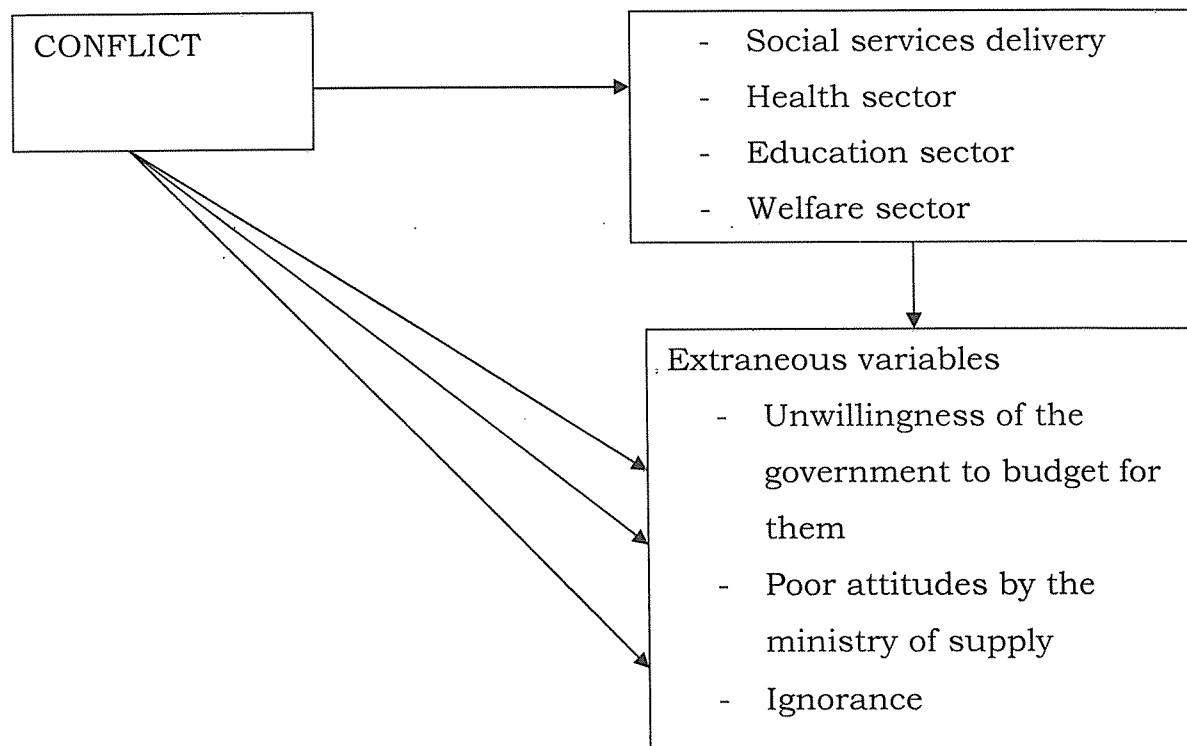 CONFLICT
- Social services delivery
- Health sector
- Education sector
- Welfare sector
Extraneous variables
- Unwillingness of the
government to budget for
them
- Poor attitudes by the
ministry of supply
- Ignorance